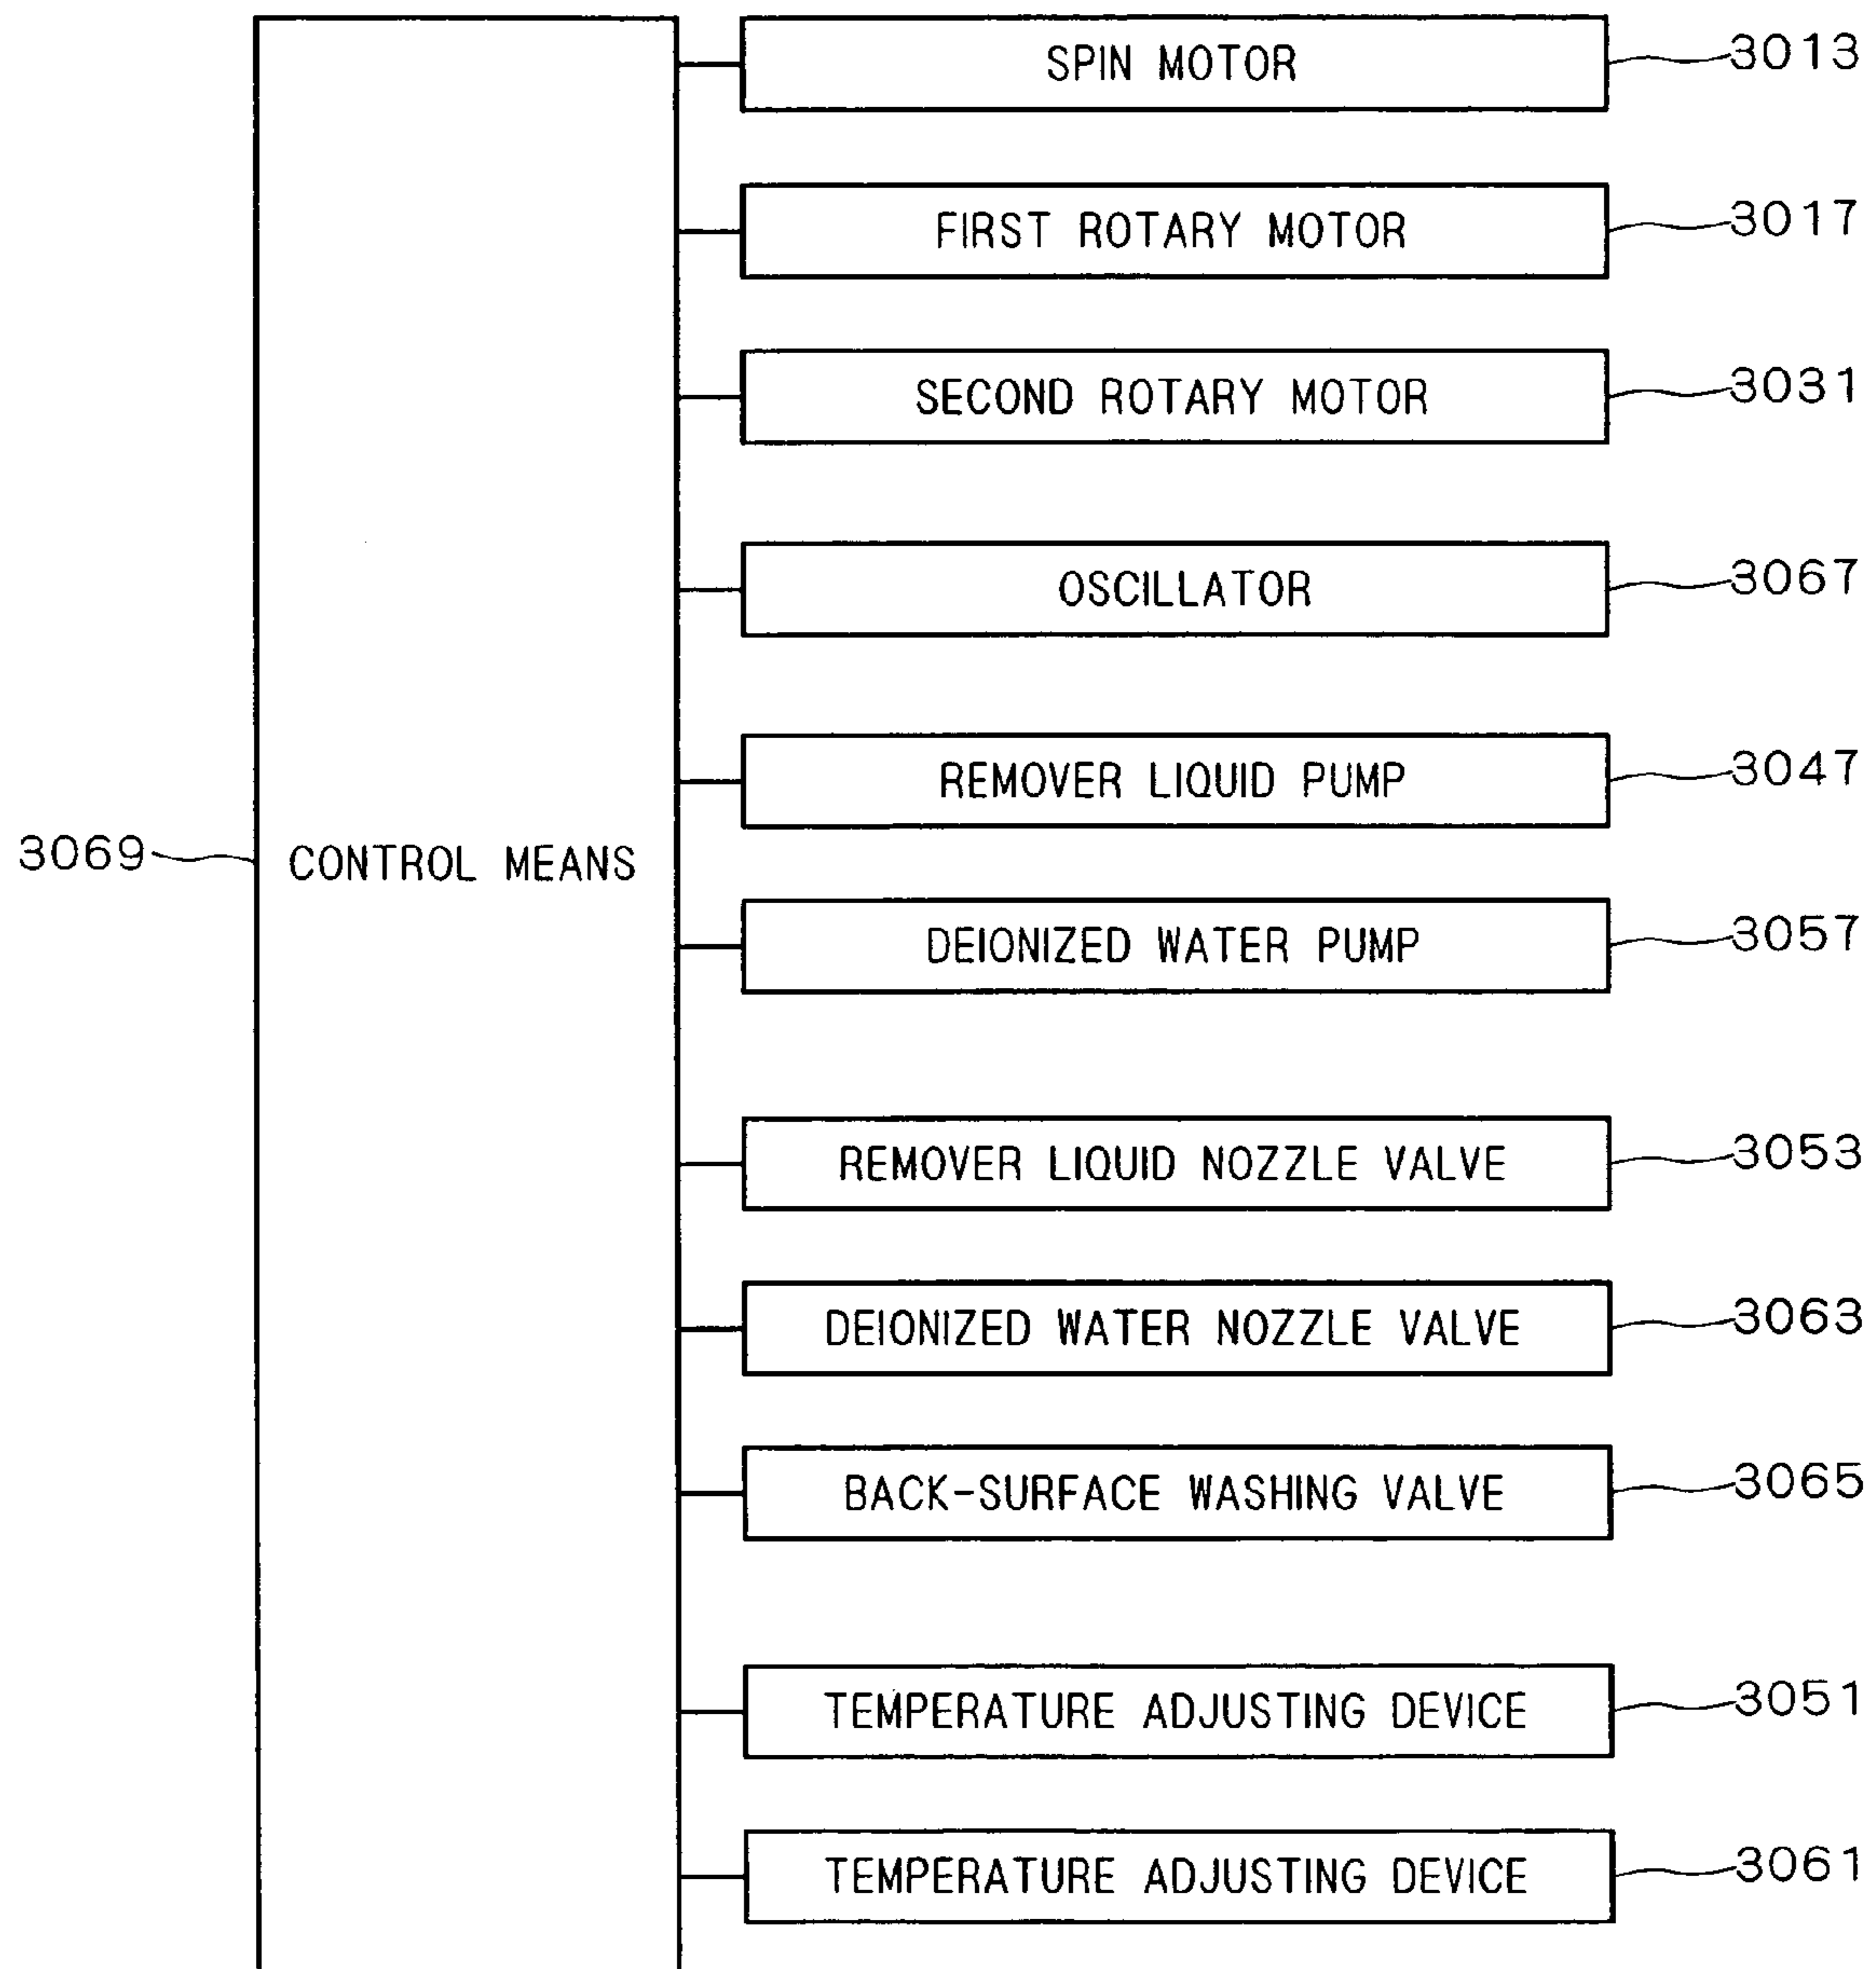 SPIN MOTOR 3013
FIRST ROTARY MOTOR 3017
SECOND ROTARY MOTOR 3031
OSCILLATOR 3067
REMOVER LIQUID PUMP 3047
3069 CONTROL MEANS
DEIONIZED WATER PUMP 3057
REMOVER LIQUID NOZZLE VALVE 3053
DEIONIZED WATER NOZZLE VALVE 3063
BACK-SURFACE WASHING VALVE 3065
TEMPERATURE ADJUSTING DEVICE 3051
TEMPERATURE ADJUSTING DEVICE 3061